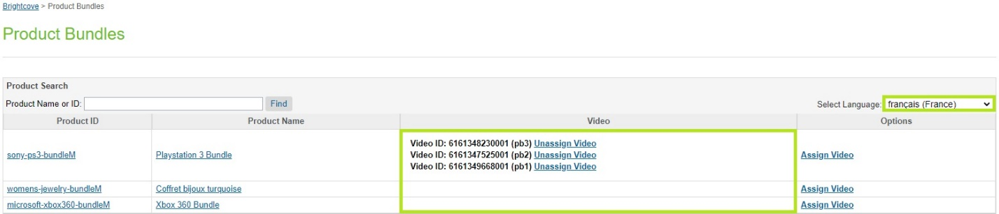 Brightcove > Product Bundles
Product Bundles
Product Search
Product Name or ID: Find Select Language: français (France)
Product ID Product Name Video Options
sony-ps3-bundleM Playstation 3 Bundle Video ID: 6161348230001 (pb3) Unassign Video Assign Video
Video ID: 6161347525001 (pb2) Unassign Video
Video ID: 6161349668001 (pb1) Unassign Video
womens-jewelry-bundleM Coffret bijoux turquoise Assign Video
microsoft-xbox360-bundleM Xbox 360 Bundle Assign Video